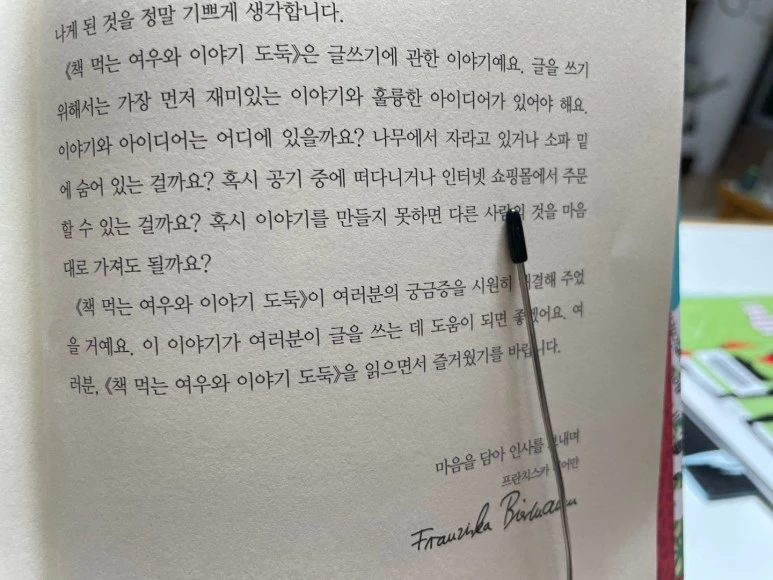 나게 된 것을 정말 기쁘게 생각합니다.
《책 먹는 여우와 이야기 도둑》은 글쓰기에 관한 이야기예요. 글을 쓰기
위해서는 가장 먼저 재미있는 이야기와 훌륭한 아이디어가 있어야 해요.
이야기와 아이디어는 어디에 있을까요? 나무에서 자라고 있거나 소파 밑
에 숨어 있는 걸까요? 혹시 공기 중에 떠다니거나 인터넷 쇼핑몰에서 주문
할 수 있는 걸까요? 혹시 이야기를 만들지 못하면 다른 사람의 것을 마음
대로 가져도 될까요?
《책 먹는 여우와 이야기 도둑》이 여러분의 궁금증을 시원히 해결해 주었
을 거예요. 이 이야기가 여러분이 글을 쓰는 데 도움이 되면 좋겠어요. 여
러분, 《책 먹는 여우와 이야기 도둑》을 읽으면서 즐거웠기를 바랍니다.
마음을 담아 인사를 보내며
프란치스카 비어만
Franziska Biermann